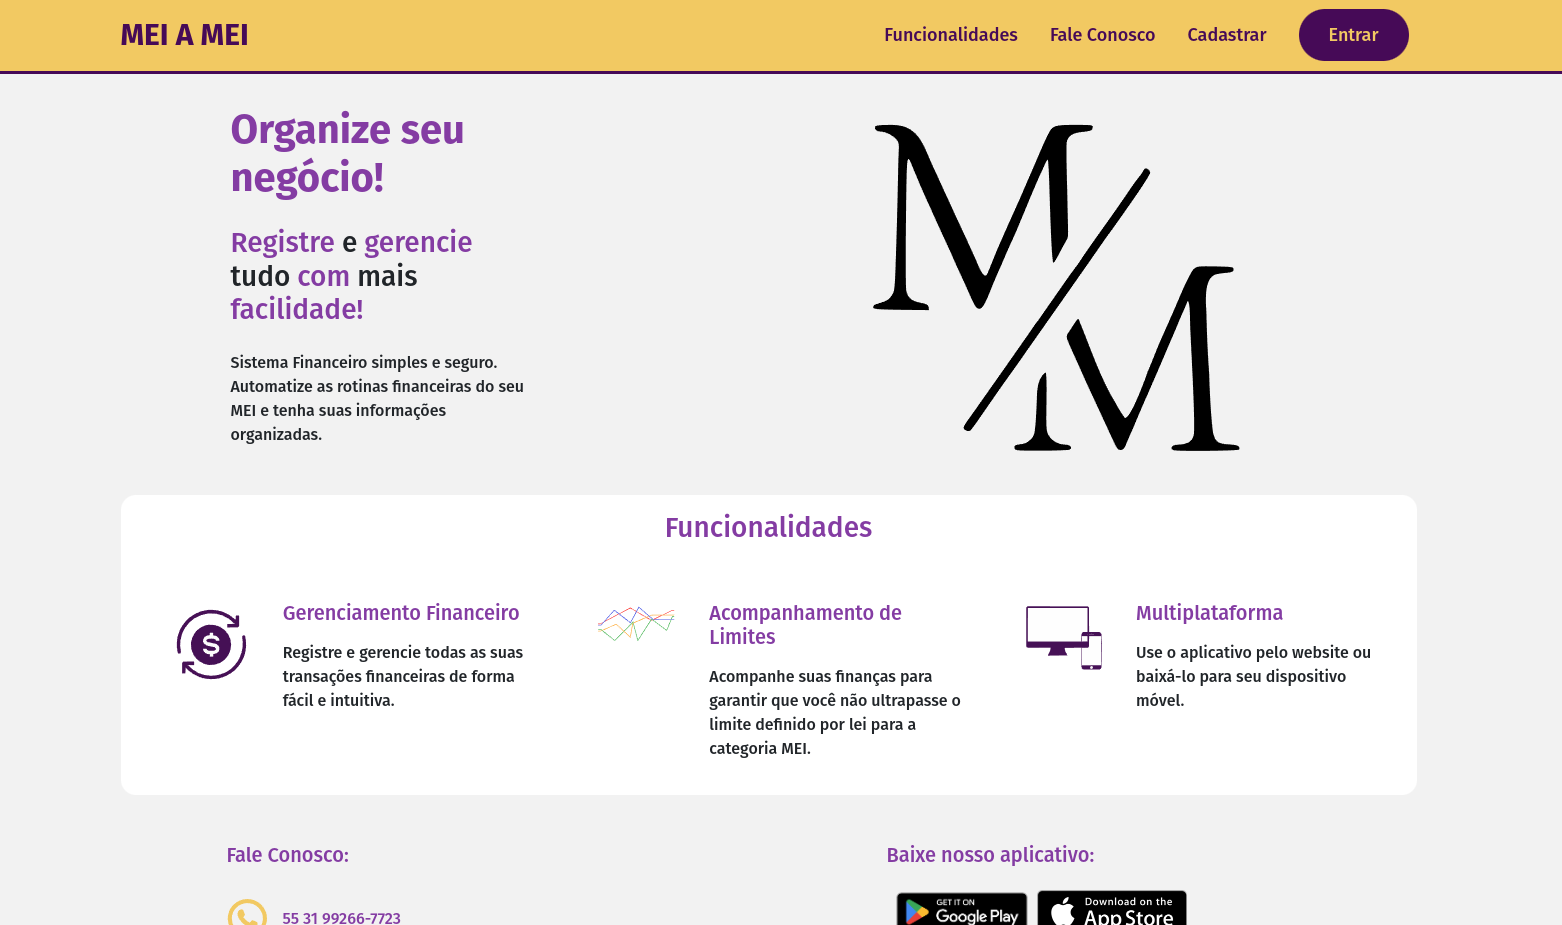 MEI A MEI
Funcionalidades
Fale Conosco
Cadastrar
Entrar
Organize seu
negócio!
Registre e gerencie
tudo com mais
facilidade!
Sistema Financeiro simples e seguro.
Automatize as rotinas financeiras do seu
MEI e tenha suas informações
organizadas.
M/M
Funcionalidades
$
Gerenciamento Financeiro
Registre e gerencie todas as suas
transações financeiras de forma
fácil e intuitiva.
Acompanhamento de
Limites
Acompanhe suas finanças para
garantir que você não ultrapasse o
limite definido por lei para a
categoria MEI.
Multiplataforma
Use o aplicativo pelo website ou
baixá-lo para seu dispositivo
móvel.
Fale Conosco:
55 31 99266-7723
Baixe nosso aplicativo:
GET IT ON
Google Play
Download on the
App Store